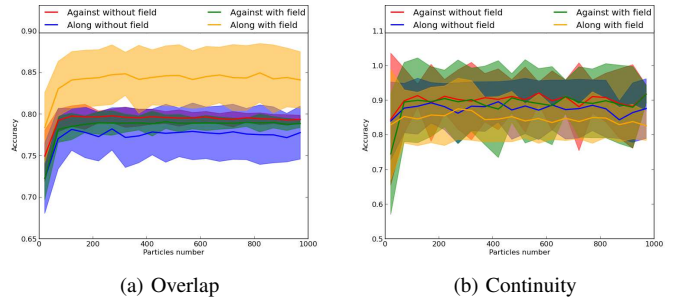 Against without field Against with field
Along without field Along with field
0.90
0.85
0.80
0.75
0.70
0.65
Accuracy
0 200 400 600 800 1000
Particles number
(a) Overlap
Against without field Against with field
Along without field Along with field
1.1
1.0
0.9
0.8
0.7
0.6
0.5
Accuracy
0 200 400 600 800 1000
Particles number
(b) Continuity